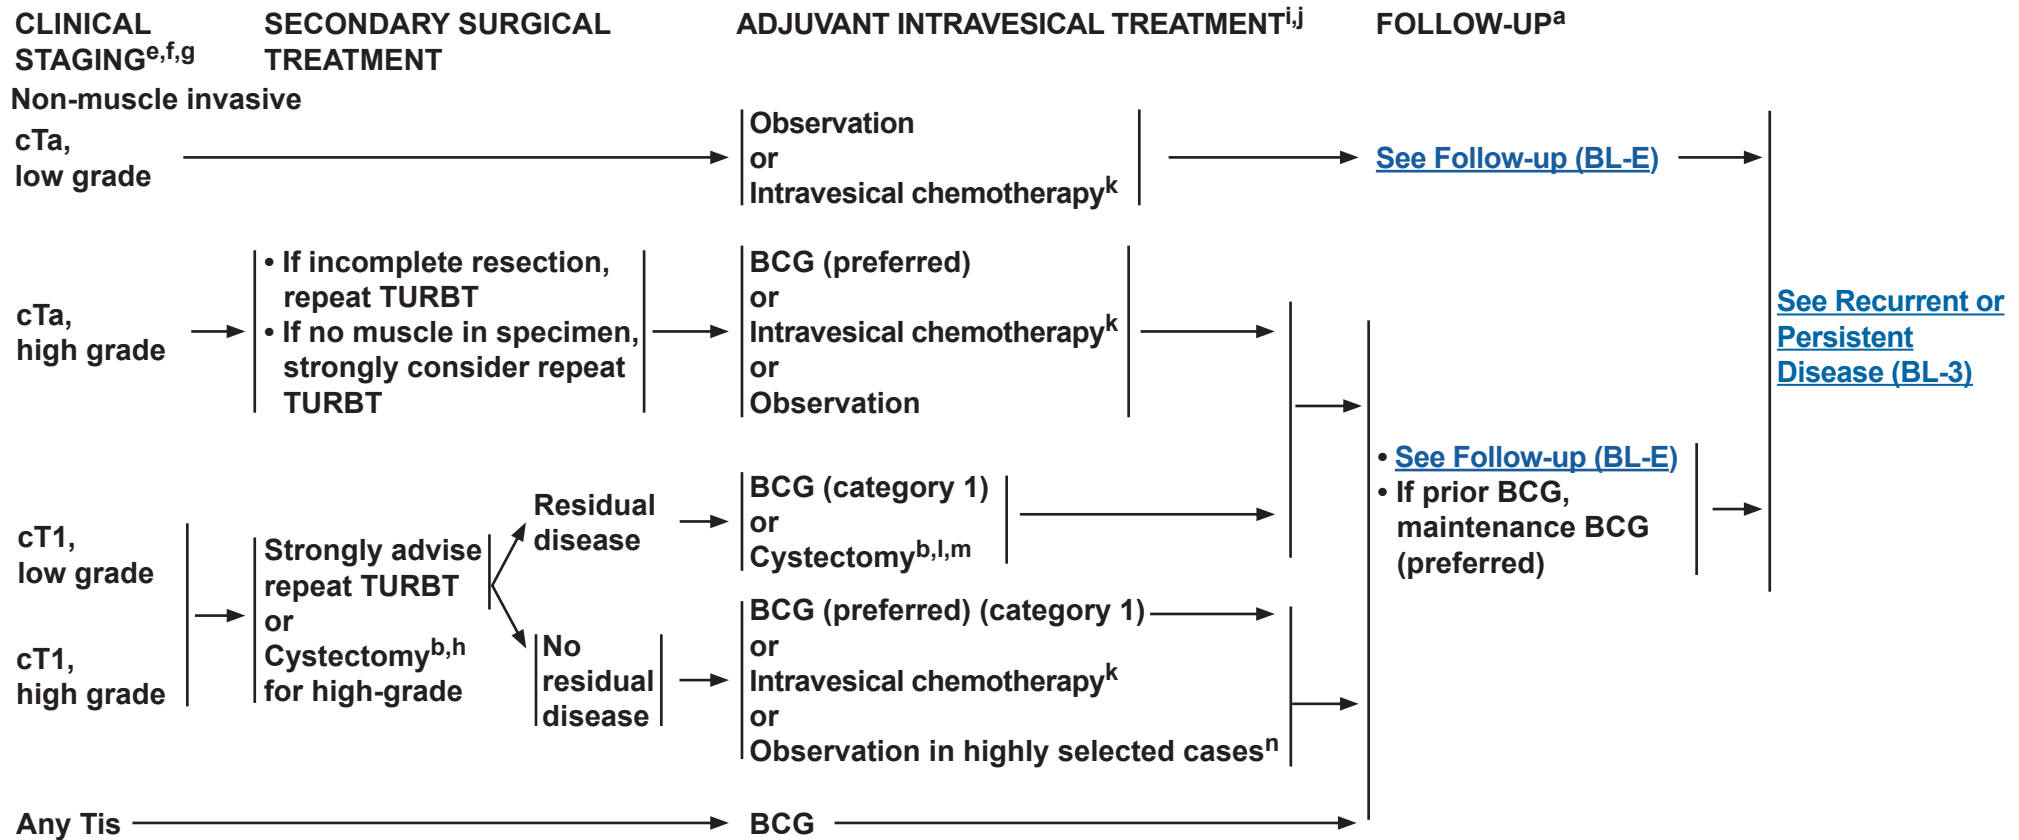 CLINICAL
STAGINGe,f,g
SECONDARY SURGICAL
TREATMENT
ADJUVANT INTRAVESICAL TREATMENTi,j
FOLLOW-UPa
Non-muscle invasive
cTa,
low grade
Observation
or
Intravesical chemotherapyk
See Follow-up (BL-E)
cTa,
high grade
• If incomplete resection,
repeat TURBT
• If no muscle in specimen,
strongly consider repeat
TURBT
BCG (preferred)
or
Intravesical chemotherapyk
or
Observation
cT1,
low grade
cT1,
high grade
Strongly advise
repeat TURBT
or
Cystectomyb,h
for high-grade
Residual
disease
BCG (category 1)
or
Cystectomyb,l,m
No
residual
disease
BCG (preferred) (category 1)
or
Intravesical chemotherapyk
or
Observation in highly selected casesn
Any Tis
BCG
• See Follow-up (BL-E)
• If prior BCG,
maintenance BCG
(preferred)
See Recurrent or
Persistent
Disease (BL-3)